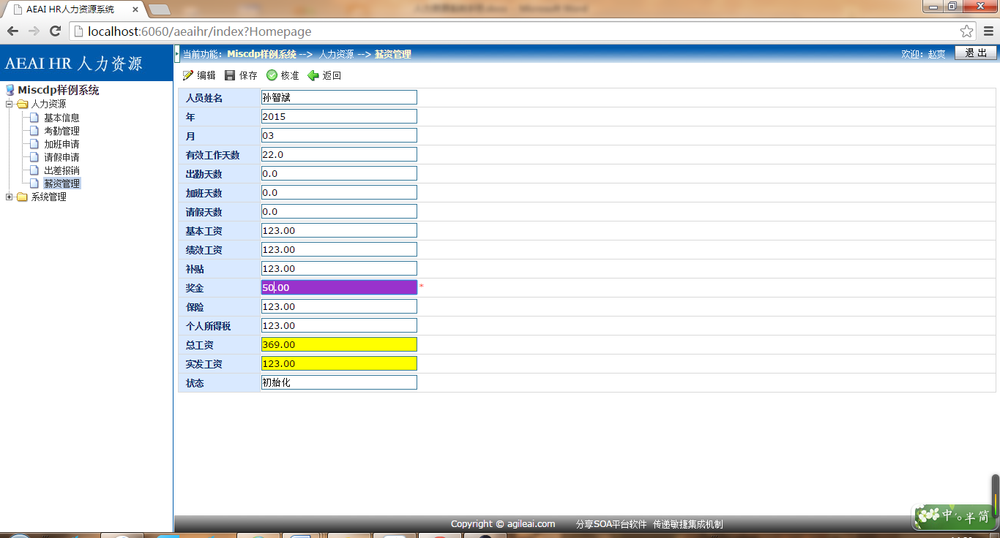 AEAI HR人力资源系统
localhost:6060/aeaihr/index?Homepage
AEAI HR 人力资源
当前功能: Miscdp样例系统 --> 人力资源 --> 薪资管理
欢迎: 赵爽
退 出
Miscdp样例系统
人力资源
基本信息
考勤管理
加班申请
请假申请
出差报销
薪资管理
系统管理
编辑 保存 核准 返回
人员姓名 孙智斌
年 2015
月 03
有效工作天数 22.0
出勤天数 0.0
加班天数 0.0
请假天数 0.0
基本工资 123.00
绩效工资 123.00
补贴 123.00
奖金 50.00 *
保险 123.00
个人所得税 123.00
总工资 369.00
实发工资 123.00
状态 初始化
Copyright © agileai.com 分享SOA平台软件 传递敏捷集成机制
中 半 简